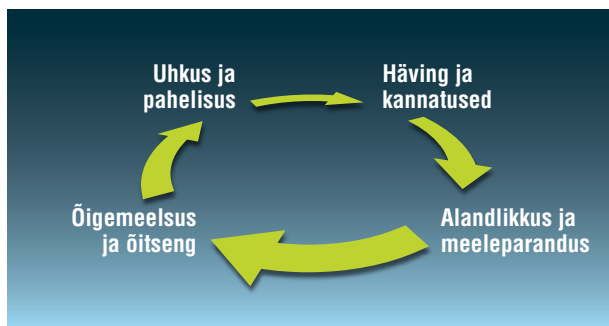 Uhkus ja
pahelisus
Häving ja
kannatused
Õigemeelsus
ja õitseng
Alandlikkus ja
meeleparandus